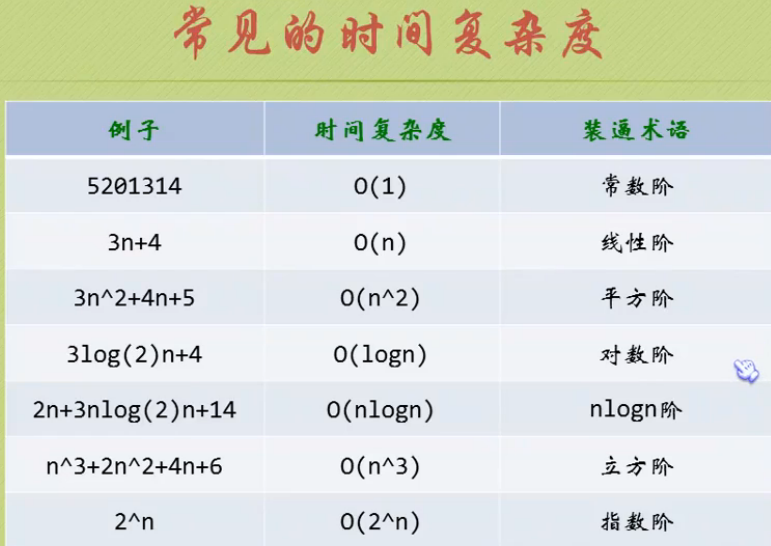 常见的时间复杂度
例子 时间复杂度 装逼术语
5201314 O(1) 常数阶
3n+4 O(n) 线性阶
3n^2+4n+5 O(n^2) 平方阶
3log(2)n+4 O(logn) 对数阶
2n+3nlog(2)n+14 O(nlogn) nlogn阶
n^3+2n^2+4n+6 O(n^3) 立方阶
2^n O(2^n) 指数阶